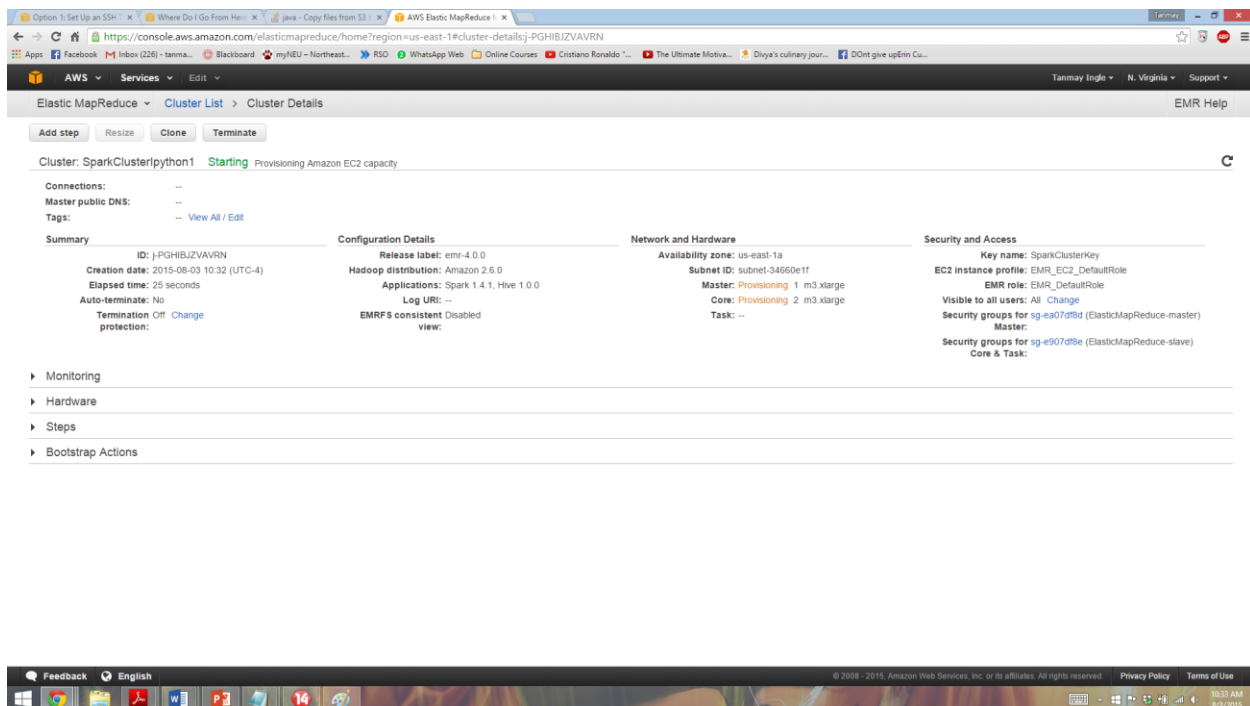 Option 1: Set Up an SSH T
Where Do I Go From Here
java - Copy files from S3
AWS Elastic MapReduce
Tanmay
https://console.aws.amazon.com/elasticmapreduce/home?region=us-east-1#cluster-details:j-PGHIBJZVAVRN
Apps Facebook Inbox (226) - tanma... Blackboard myNEU – Northeast... RSO WhatsApp Web Online Courses Cristiano Ronaldo "... The Ultimate Motiva... Divya's culinary jour... DOnt give upErin Cu...
AWS Services Edit Tanmay Ingle N. Virginia Support
Elastic MapReduce Cluster List > Cluster Details EMR Help
Add step Resize Clone Terminate
Cluster: SparkClusterIpython1 Starting Provisioning Amazon EC2 capacity
Connections: --
Master public DNS: --
Tags: -- View All / Edit
Summary
ID: j-PGHIBJZVAVRN
Creation date: 2015-08-03 10:32 (UTC-4)
Elapsed time: 25 seconds
Auto-terminate: No
Termination Off Change
protection:
Configuration Details
Release label: emr-4.0.0
Hadoop distribution: Amazon 2.6.0
Applications: Spark 1.4.1, Hive 1.0.0
Log URI: --
EMRFS consistent Disabled
view:
Network and Hardware
Availability zone: us-east-1a
Subnet ID: subnet-34660e1f
Master: Provisioning 1 m3.xlarge
Core: Provisioning 2 m3.xlarge
Task: --
Security and Access
Key name: SparkClusterKey
EC2 instance profile: EMR_EC2_DefaultRole
EMR role: EMR_DefaultRole
Visible to all users: All Change
Security groups for sg-ea07df8d (ElasticMapReduce-master)
Master:
Security groups for sg-e907df8e (ElasticMapReduce-slave)
Core & Task:
Monitoring
Hardware
Steps
Bootstrap Actions
Feedback English © 2008 - 2015, Amazon Web Services, Inc. or its affiliates. All rights reserved. Privacy Policy Terms of Use
14
10:33 AM
8/3/2015